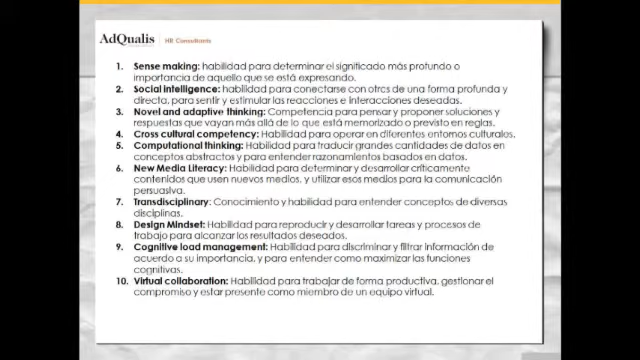 AdQualis HR Consultants
1. Sense making: habilidad para determinar el significado más profundo o
importancia de aquello que se está expresando.
2. Social intelligence: habilidad para conectarse con otros de una forma profunda y
directa, para sentir y estimular las reacciones e interacciones deseadas.
3. Novel and adaptive thinking: Competencia para pensar y proponer soluciones y
respuestas que vayan más allá de lo que está memorizado o previsto en reglas.
4. Cross cultural competency: Habilidad para operar en diferentes entornos culturales.
5. Computational thinking: Habilidad para traducir grandes cantidades de datos en
conceptos abstractos y para entender razonamientos basados en datos.
6. New Media Literacy: Habilidad para determinar y desarrollar críticamente
contenidos que usen nuevos medios, y utilizar esos medios para la comunicación
persuasiva.
7. Transdisciplinary: Conocimiento y habilidad para entender conceptos de diversas
disciplinas.
8. Design Mindset: Habilidad para reproducir y desarrollar tareas y procesos de
trabajo para alcanzar los resultados deseados.
9. Cognitive load management: Habilidad para discriminar y filtrar información de
acuerdo a su importancia, y para entender como maximizar las funciones
cognitivas.
10. Virtual collaboration: Habilidad para trabajar de forma productiva, gestionar el
compromiso y estar presente como miembro de un equipo virtual.